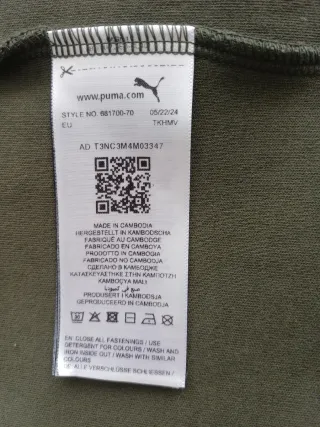 www.puma.com
STYLE NO. 681700-70 05/22/24
EU TKHMV
AD T3NC3M4M03347
MADE IN CAMBODIA
HERGESTELLT IN KAMBODSCHA
FABRIQUÉ AU CAMBODGE
FABRICADO EN CAMBOYA
PRODOTTO IN CAMBOGIA
FABRICADO NO CAMBOJA
СДЕЛАНО В КАМБОДЖЕ
ΚΑΤΑΣΚΕΥΑΣΤΗΚΕ ΣΤΗΝ ΚΑΜΠΟΤΖΗ
KAMBOÇYA MALI
صنع في كمبوديا
PRODUSERT I KAMBODSJA
GEPRODUCEERD IN CAMBODJA
EN: CLOSE ALL FASTENINGS / USE
DETERGENT FOR COLOURS / WASH AND
IRON INSIDE OUT / WASH WITH SIMILAR
COLOURS
DE: ALLE VERSCHLÜSSE SCHLIEßEN /